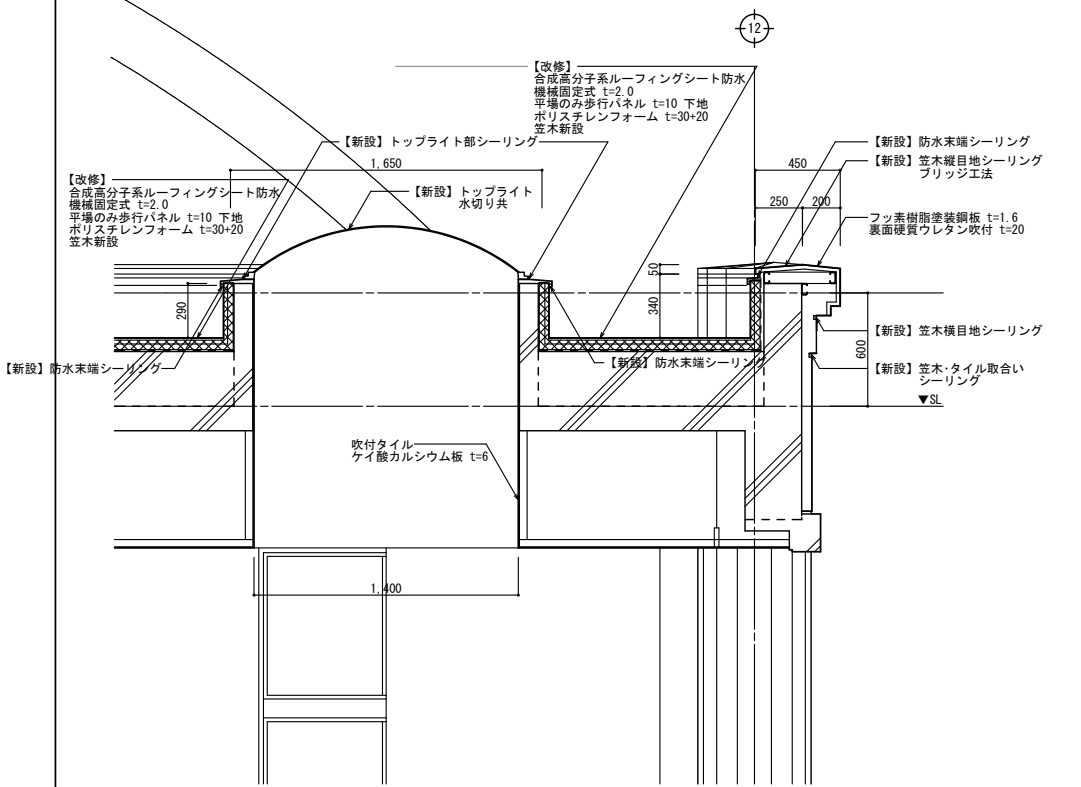 12
【改修】
合成高分子系ルーフィングシート防水
機械固定式 t=2.0
平場のみ歩行パネル t=10 下地
ポリスチレンフォーム t=30+20
笠木新設
【新設】トップライト部シーリング
1,650
【改修】
合成高分子系ルーフィングシート防水
機械固定式 t=2.0
平場のみ歩行パネル t=10 下地
ポリスチレンフォーム t=30+20
笠木新設
【新設】トップライト
水切り共
【新設】防水末端シーリング
450
【新設】笠木縦目地シーリング
ブリッジ工法
250
200
フッ素樹脂塗装鋼板 t=1.6
裏面硬質ウレタン吹付 t=20
50
290
340
【新設】笠木横目地シーリング
600
【新設】防水末端シーリング
【新設】防水末端シーリング
【新設】笠木・タイル取合い
シーリング
▼SL
吹付タイル
ケイ酸カルシウム板 t=6
1,400